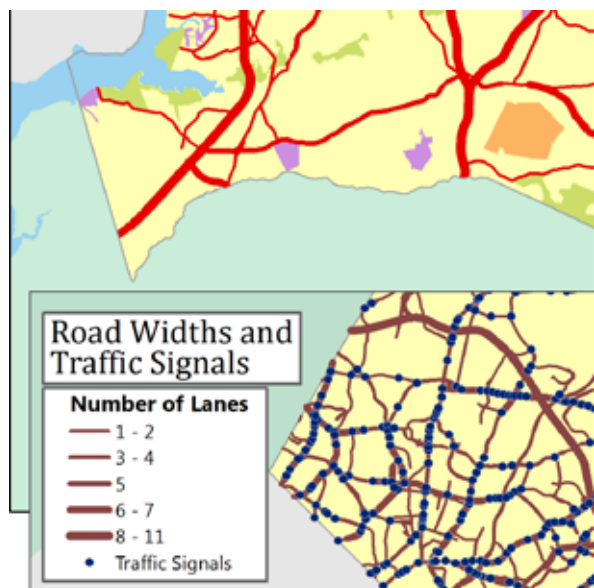 Road Widths and
Traffic Signals
Number of Lanes
1 - 2
3 - 4
5
6 - 7
8 - 11
Traffic Signals